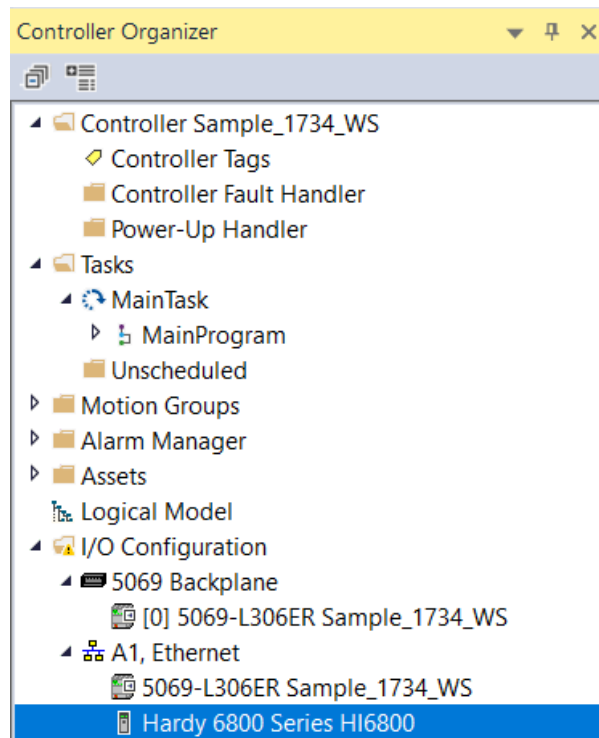 Controller Organizer
Controller Sample_1734_WS
Controller Tags
Controller Fault Handler
Power-Up Handler
Tasks
MainTask
MainProgram
Unscheduled
Motion Groups
Alarm Manager
Assets
Logical Model
I/O Configuration
5069 Backplane
[0] 5069-L306ER Sample_1734_WS
A1, Ethernet
5069-L306ER Sample_1734_WS
Hardy 6800 Series HI6800